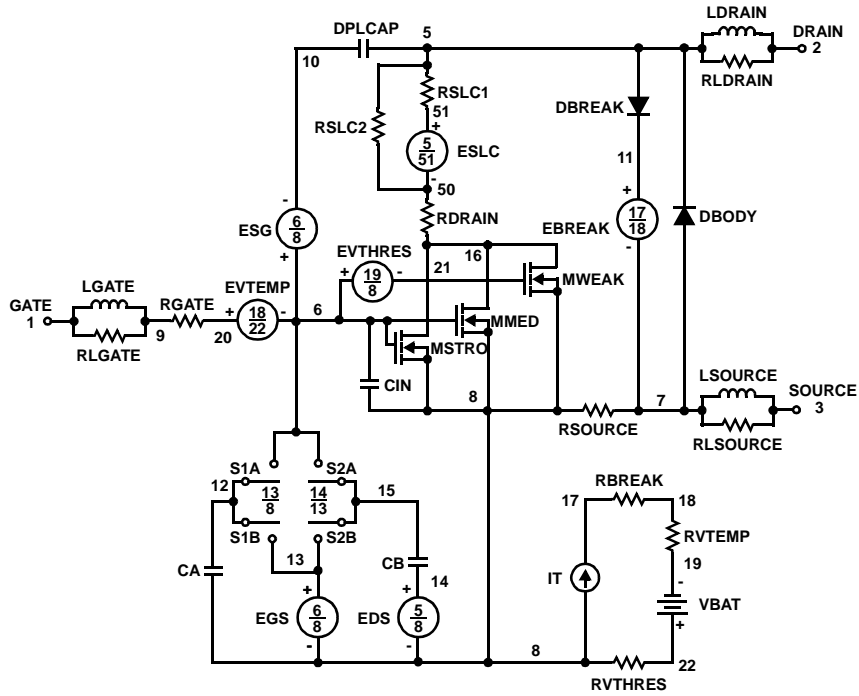 LDRAIN
DPLCAP 5 DRAIN
10 2
RLDRAIN
RSLC1
DBREAK
51
RSLC2 +
5
51
ESLC
11
-
50
- +
RDRAIN
17
18
DBODY
6
8
ESG EBREAK
EVTHRES 16 -
+ + 19
8
- 21 MWEAK
LGATE EVTEMP
GATE RGATE + 18
22
- 6 MMED
1 9 20
RLGATE MSTRO
LSOURCE
CIN 8 7 SOURCE
3
RSOURCE
RLSOURCE
S1A S2A
12 13
8
14
13
15 RBREAK
17 18
S1B S2B RVTEMP
13 CB 19
CA IT -
+ + 14
VBAT
EGS 6
8
EDS 5
8
+
- - 8 22
RVTHRES